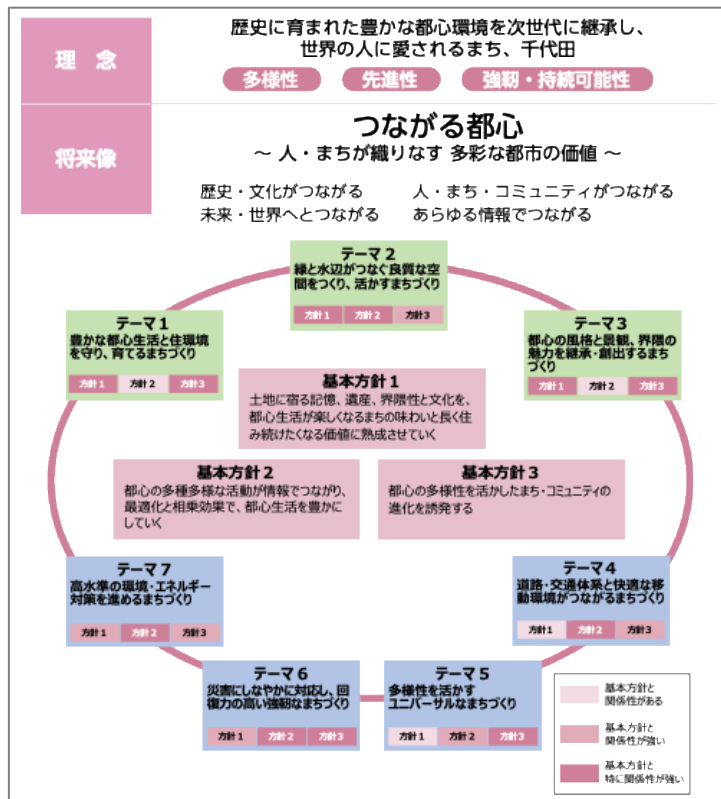 理 念
歴史に育まれた豊かな都心環境を次世代に継承し、
世界の人に愛されるまち、千代田
多様性 先進性 強靭・持続可能性
将来像
つながる都心
～ 人・まちが織りなす 多彩な都市の価値 ～
歴史・文化がつながる 人・まち・コミュニティがつながる
未来・世界へとつながる あらゆる情報でつながる
テーマ２
緑と水辺がつなぐ良質な空
間をつくり、活かすまちづくり
方針１ 方針２ 方針３
テーマ１
豊かな都心生活と住環境
を守り、育てるまちづくり
方針１ 方針２ 方針３
テーマ３
都心の風格と景観、界隈の
魅力を継承・創出するまち
づくり
方針１ 方針２ 方針３
基本方針１
土地に宿る記憶、遺産、界隈性と文化を、
都心生活が楽しくなるまちの味わいと長く住
み続けたくなる価値に熟成させていく
基本方針２
都心の多種多様な活動が情報でつながり、
最適化と相乗効果で、都心生活を豊かに
していく
基本方針３
都心の多様性を活かしたまち・コミュニティの
進化を誘発する
テーマ７
高水準の環境・エネルギー
対策を進めるまちづくり
方針１ 方針２ 方針３
テーマ４
道路・交通体系と快適な移
動環境がつながるまちづくり
方針１ 方針２ 方針３
テーマ６
災害にしなやかに対応し、回
復力の高い強靭なまちづくり
方針１ 方針２ 方針３
テーマ５
多様性を活かす
ユニバーサルなまちづくり
方針１ 方針２ 方針３
基本方針と
関係性がある
基本方針と
関係性が強い
基本方針と
特に関係性が強い